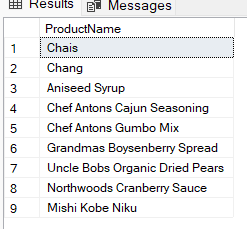 Results Messages
ProductName
1 Chais
2 Chang
3 Aniseed Syrup
4 Chef Antons Cajun Seasoning
5 Chef Antons Gumbo Mix
6 Grandmas Boysenberry Spread
7 Uncle Bobs Organic Dried Pears
8 Northwoods Cranberry Sauce
9 Mishi Kobe Niku